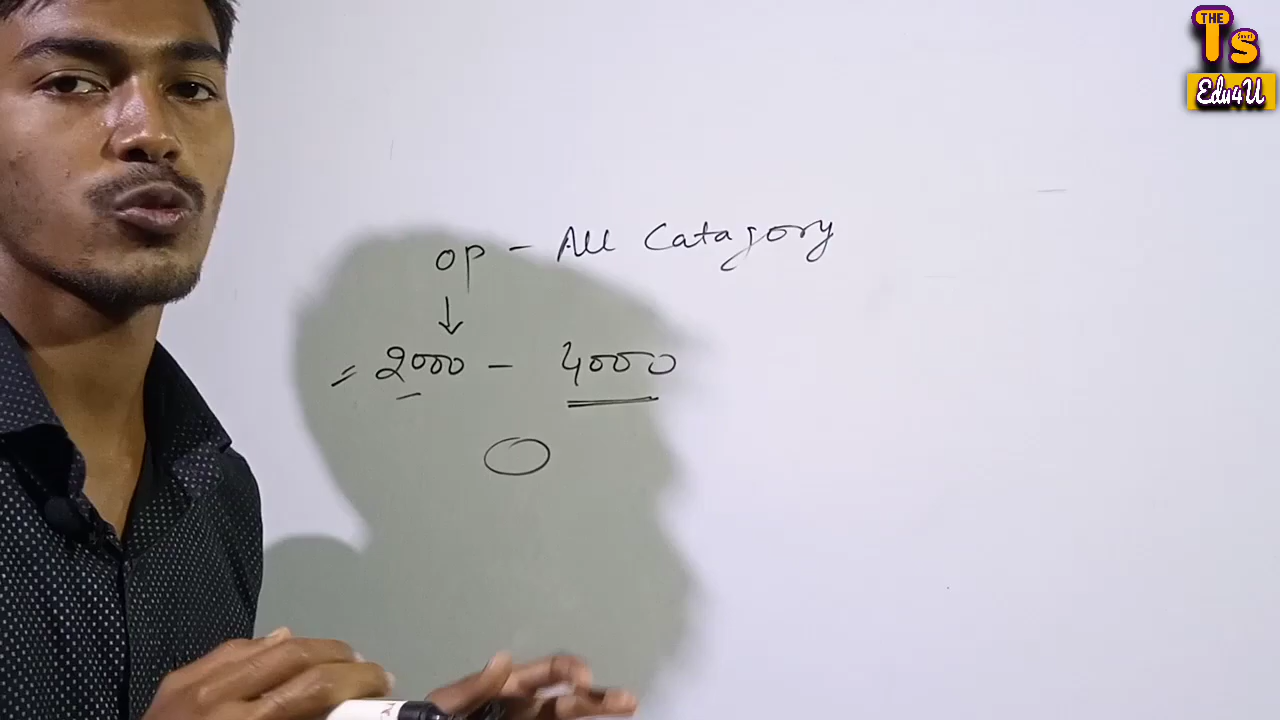 THE
Ts
Edu4U
op - All Catagory
↓
= 2000 - 4000